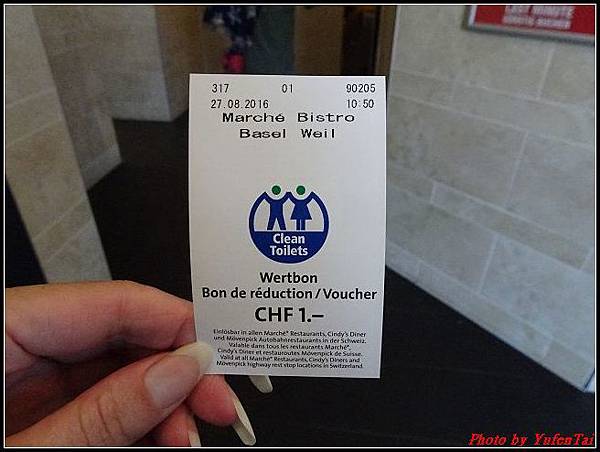 LAST MINUTE
317 01 90205
27.08.2016 10:50
Marché Bistro
Basel Weil
Clean
Toilets
Wertbon
Bon de réduction/Voucher
CHF 1.–
Einlösbar in allen Marché® Restaurants, Cindy's Diner
und Mövenpick Autobahnrestaurants in der Schweiz.
Valable dans tous les restaurants Marché®,
Cindy's Diner et restauroutes Mövenpick de Suisse.
Valid at all Marché® Restaurants, Cindy's Diners and
Mövenpick highway rest stop locations in Switzerland.
Photo by YufenTai